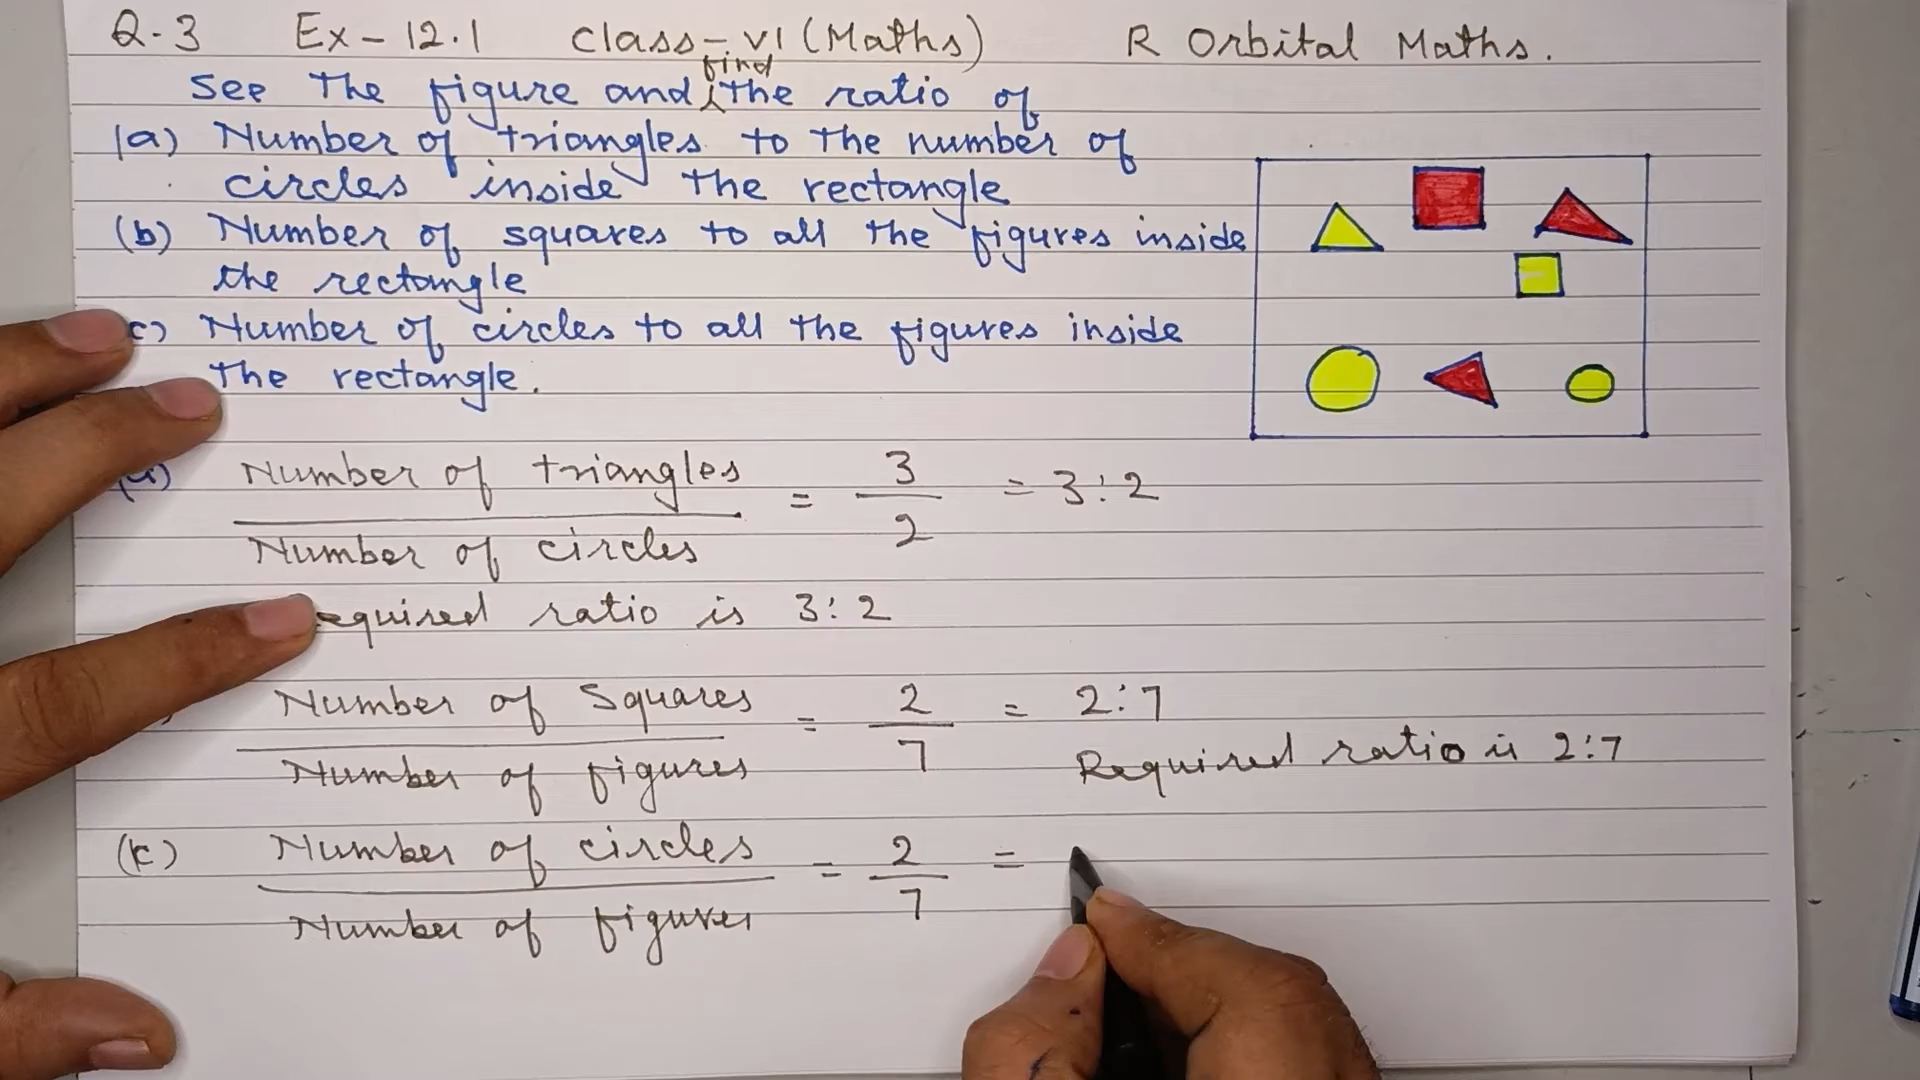 Q-3 Ex-12.1 Class-VI (Maths) R Orbital Maths.
find
See The figure and the ratio of
(a) Number of triangles to the number of
circles inside the rectangle
(b) Number of squares to all the figures inside
the rectangle
c) Number of circles to all the figures inside
The rectangle.
Number of triangles = 3 = 3:2
Number of circles 2
equired ratio is 3:2
Number of Squares = 2 = 2:7
Number of figures 7
Required ratio is 2:7
(c) Number of circles = 2 =
Number of figures 7